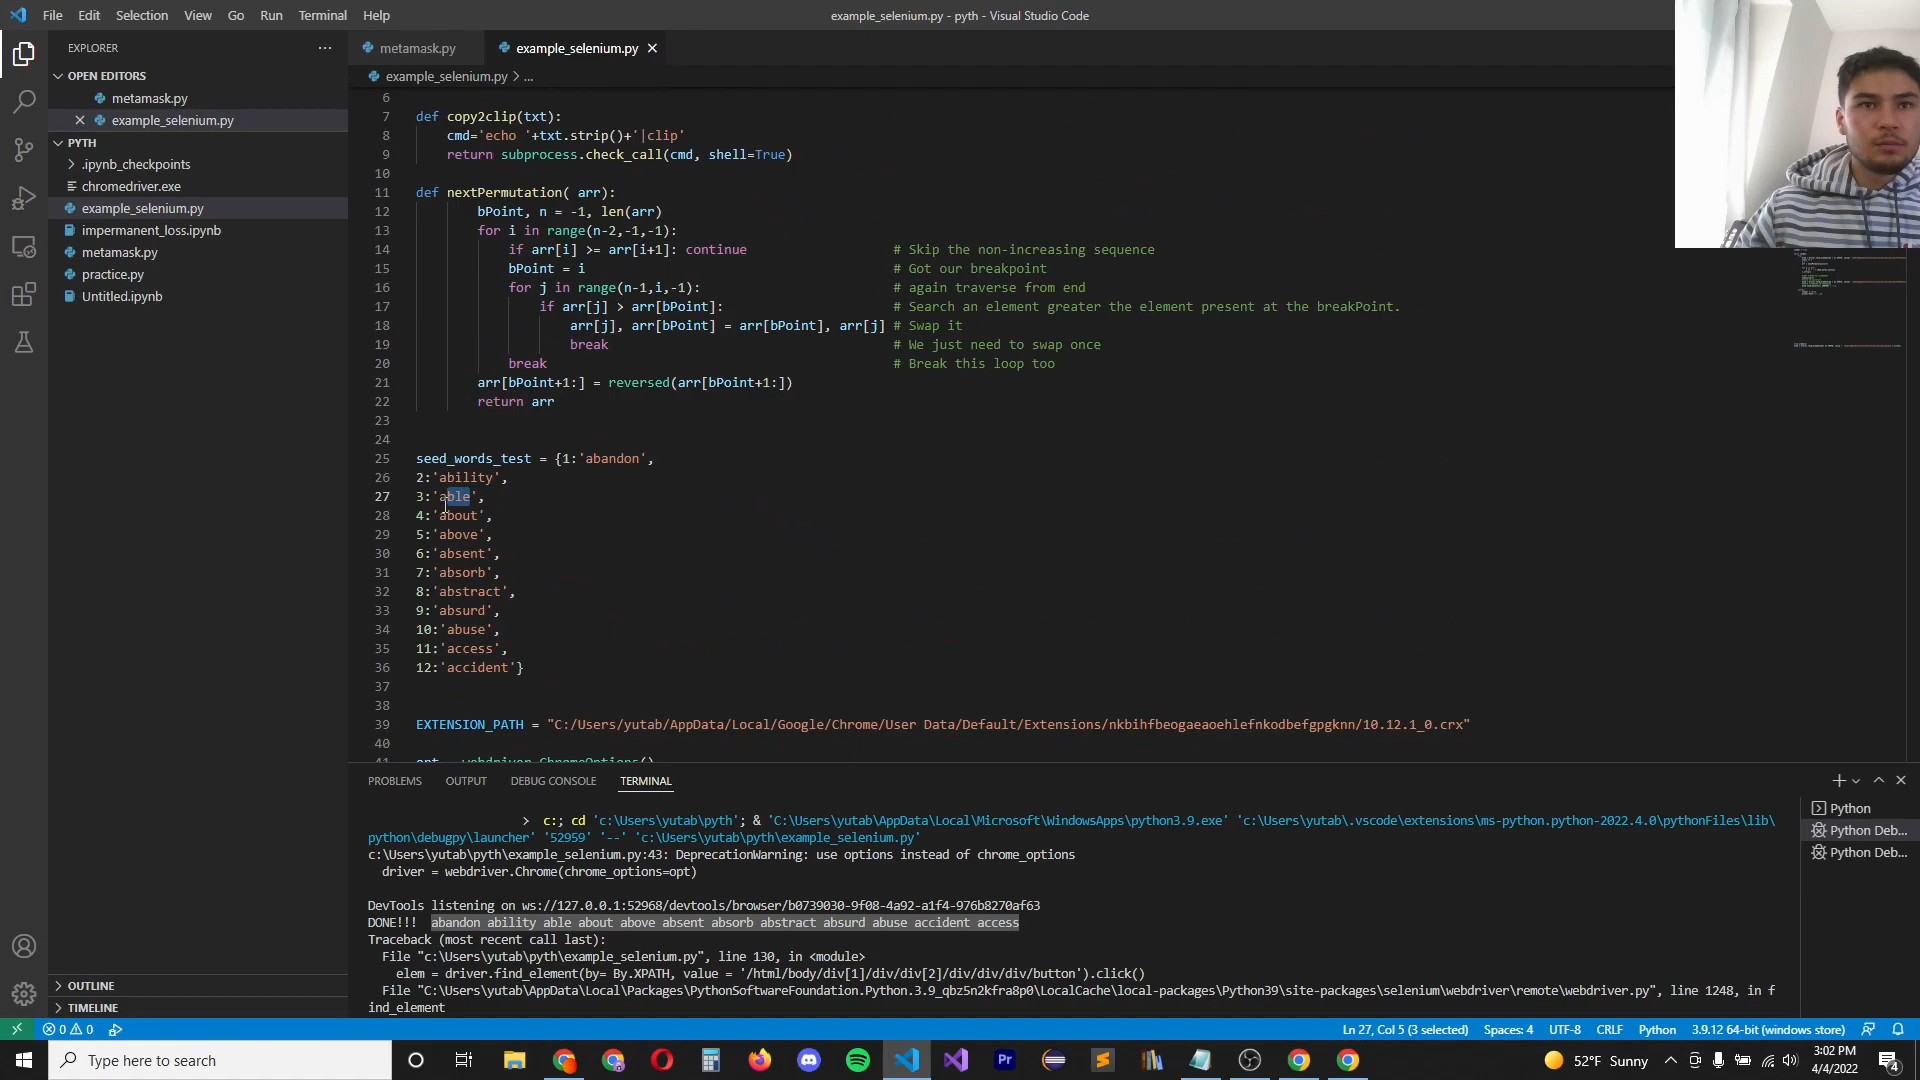 File Edit Selection View Go Run Terminal Help
example_selenium.py - pyth - Visual Studio Code
EXPLORER
OPEN EDITORS
metamask.py
example_selenium.py
PYTH
.ipynb_checkpoints
chromedriver.exe
example_selenium.py
impermanent_loss.ipynb
metamask.py
practice.py
Untitled.ipynb
OUTLINE
TIMELINE
metamask.py
example_selenium.py
example_selenium.py > ...
6
7 def copy2clip(txt):
8 cmd='echo '+txt.strip()+'|clip'
9 return subprocess.check_call(cmd, shell=True)
10
11 def nextPermutation( arr):
12 bPoint, n = -1, len(arr)
13 for i in range(n-2,-1,-1):
14 if arr[i] >= arr[i+1]: continue # Skip the non-increasing sequence
15 bPoint = i # Got our breakpoint
16 for j in range(n-1,i,-1): # again traverse from end
17 if arr[j] > arr[bPoint]: # Search an element greater the element present at the breakPoint.
18 arr[j], arr[bPoint] = arr[bPoint], arr[j] # Swap it
19 break # We just need to swap once
20 break # Break this loop too
21 arr[bPoint+1:] = reversed(arr[bPoint+1:])
22 return arr
23
24
25 seed_words_test = {1:'abandon',
26 2:'ability',
27 3:'able',
28 4:'about',
29 5:'above',
30 6:'absent',
31 7:'absorb',
32 8:'abstract',
33 9:'absurd',
34 10:'abuse',
35 11:'access',
36 12:'accident'}
37
38
39 EXTENSION_PATH = "C:/Users/yutab/AppData/Local/Google/Chrome/User Data/Default/Extensions/nkbihfbeogaeaoehlefnkodbefgpgknn/10.12.1_0.crx"
40
41 opt = webdriver.ChromeOptions()
PROBLEMS OUTPUT DEBUG CONSOLE TERMINAL
> c:; cd 'c:\Users\yutab\pyth'; & 'C:\Users\yutab\AppData\Local\Microsoft\WindowsApps\python3.9.exe' 'c:\Users\yutab\.vscode\extensions\ms-python.python-2022.4.0\pythonFiles\lib\
python\debugpy\launcher' '52959' '--' 'c:\Users\yutab\pyth\example_selenium.py'
c:\Users\yutab\pyth\example_selenium.py:43: DeprecationWarning: use options instead of chrome_options
driver = webdriver.Chrome(chrome_options=opt)
DevTools listening on ws://127.0.0.1:52968/devtools/browser/b0739030-9f08-4a92-a1f4-976b8270af63
DONE!!! abandon ability able about above absent absorb abstract absurd abuse accident access
Traceback (most recent call last):
File "c:\Users\yutab\pyth\example_selenium.py", line 130, in <module>
elem = driver.find_element(by= By.XPATH, value = '/html/body/div[1]/div/div[2]/div/div/div/button').click()
File "C:\Users\yutab\AppData\Local\Packages\PythonSoftwareFoundation.Python.3.9_qbz5n2kfra8p0\LocalCache\local-packages\Python39\site-packages\selenium\webdriver\remote\webdriver.py", line 1248, in f
ind_element
Python
Python Deb...
Python Deb...
0 0
Ln 27, Col 5 (3 selected) Spaces: 4 UTF-8 CRLF Python 3.9.12 64-bit (windows store)
Type here to search
52°F Sunny
3:02 PM
4/4/2022
4